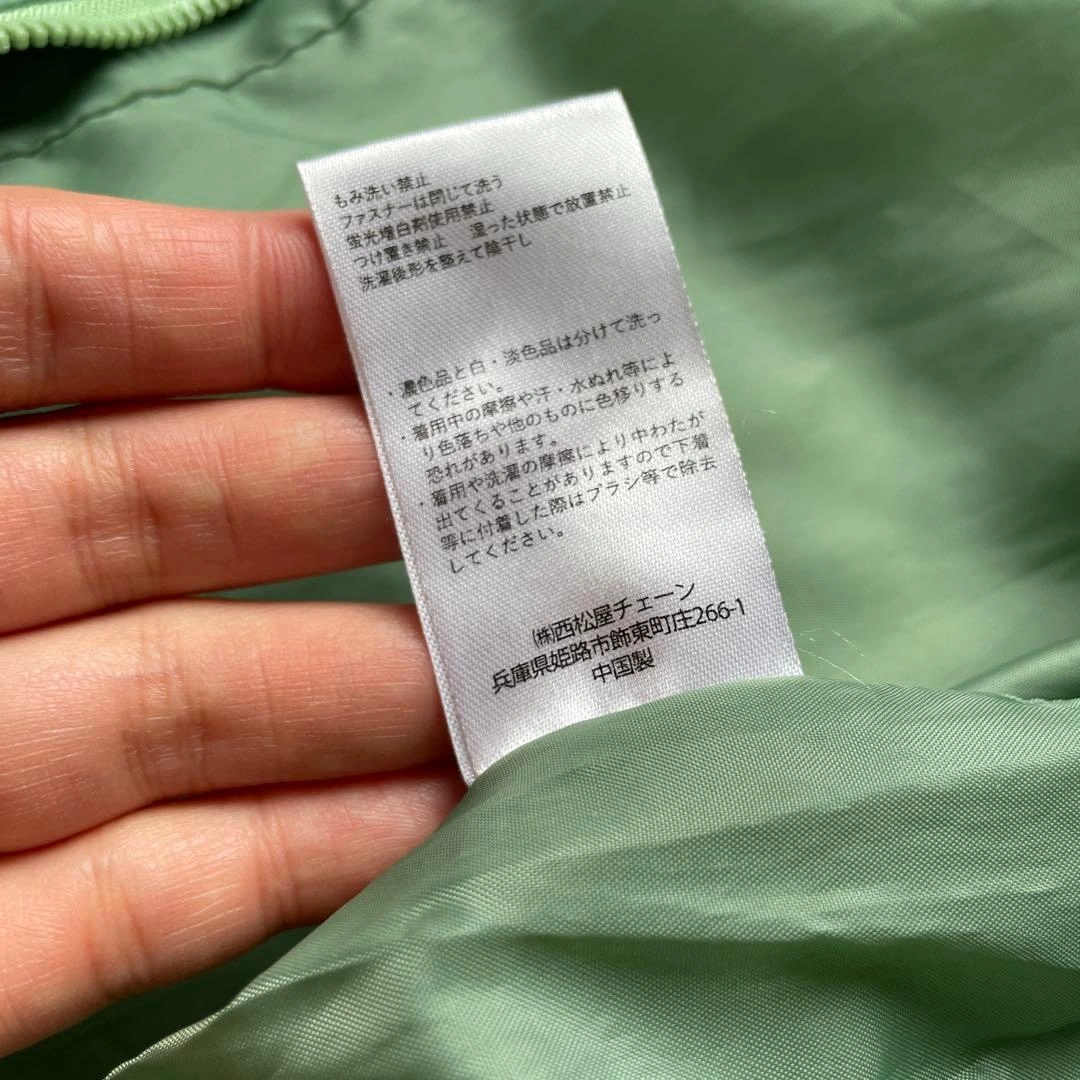 もみ洗い禁止
ファスナーは閉じて洗う
蛍光増白剤使用禁止
つけ置き禁止 湿った状態で放置禁止
洗濯後形を整えて陰干し
・濃色品と白・淡色品は分けて洗っ
てください。
・着用中の摩擦や汗・水ぬれ等によ
り色落ちや他のものに色移りする
恐れがあります。
・着用や洗濯の摩擦により中わたが
出てくることがありますので下着
等に付着した際はブラシ等で除去
してください。
㈱西松屋チェーン
兵庫県姫路市飾東町庄266-1
中国製